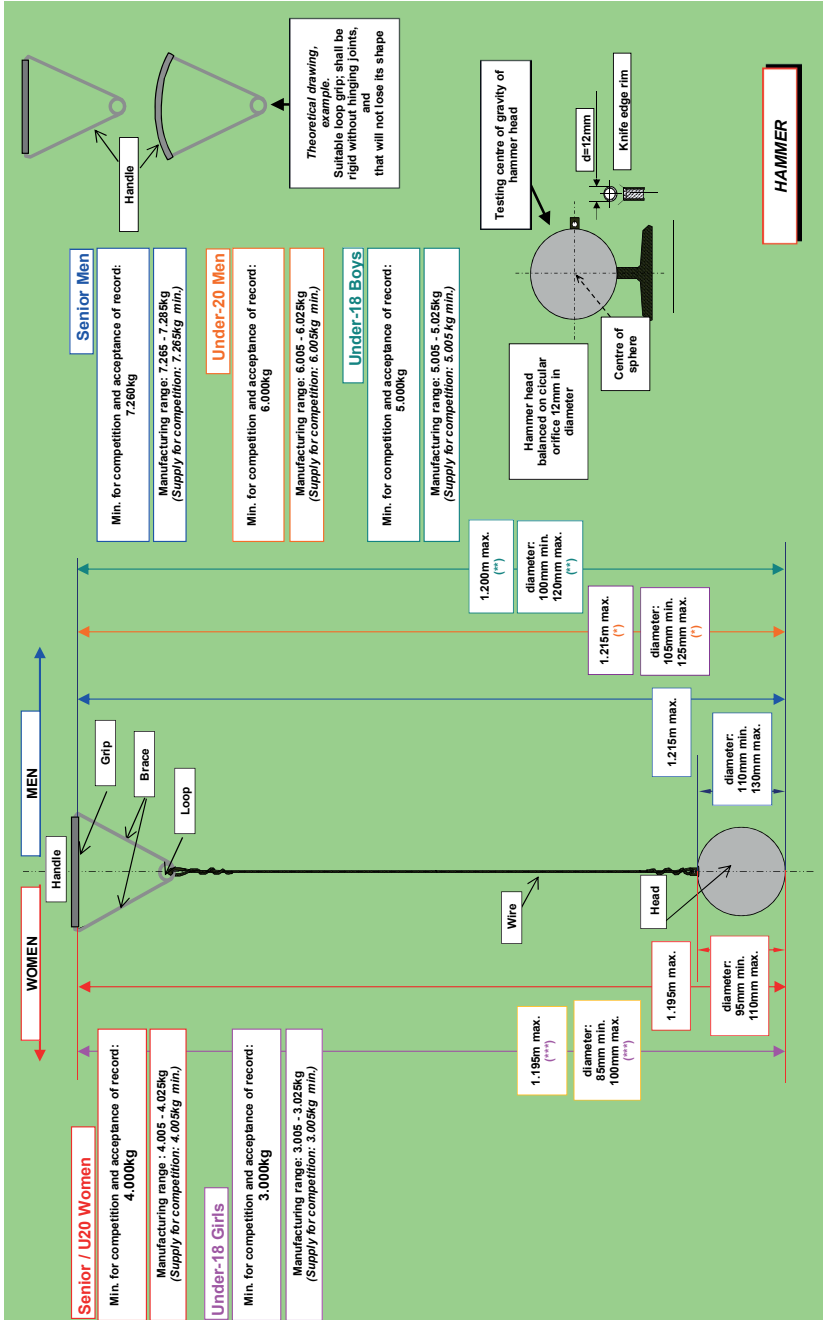 WOMEN
MEN
Senior / U20 Women
Min. for competition and acceptance of record:
4.000kg
Manufacturing range : 4.005 - 4.025kg
(Supply for competition: 4.005kg min.)
Under-18 Girls
Min. for competition and acceptance of record:
3.000kg
Manufacturing range: 3.005 - 3.025kg
(Supply for competition: 3.005kg min.)
Handle
Grip
Brace
Loop
Wire
Head
1.195m max.
(***)
diameter:
85mm min.
100mm max.
(***)
1.195m max.
diameter:
95mm min.
110mm max.
1.215m max.
diameter:
110mm min.
130mm max.
1.215m max.
(*)
diameter:
105mm min.
125mm max.
(*)
1.200m max.
(**)
diameter:
100mm min.
120mm max.
(**)
Senior Men
Min. for competition and acceptance of record:
7.260kg
Manufacturing range: 7.265 - 7.285kg
(Supply for competition: 7.265kg min.)
Under-20 Men
Min. for competition and acceptance of record:
6.000kg
Manufacturing range: 6.005 - 6.025kg
(Supply for competition: 6.005kg min.)
Under-18 Boys
Min. for competition and acceptance of record:
5.000kg
Manufacturing range: 5.005 - 5.025kg
(Supply for competition: 5.005 kg min.)
Handle
Theoretical drawing,
example.
Suitable loop grip; shall be
rigid without hinging joints,
and
that will not lose its shape
Testing centre of gravity of
hammer head
Hammer head
balanced on cicular
orifice 12mm in
diameter
Centre of
sphere
d=12mm
Knife edge rim
HAMMER